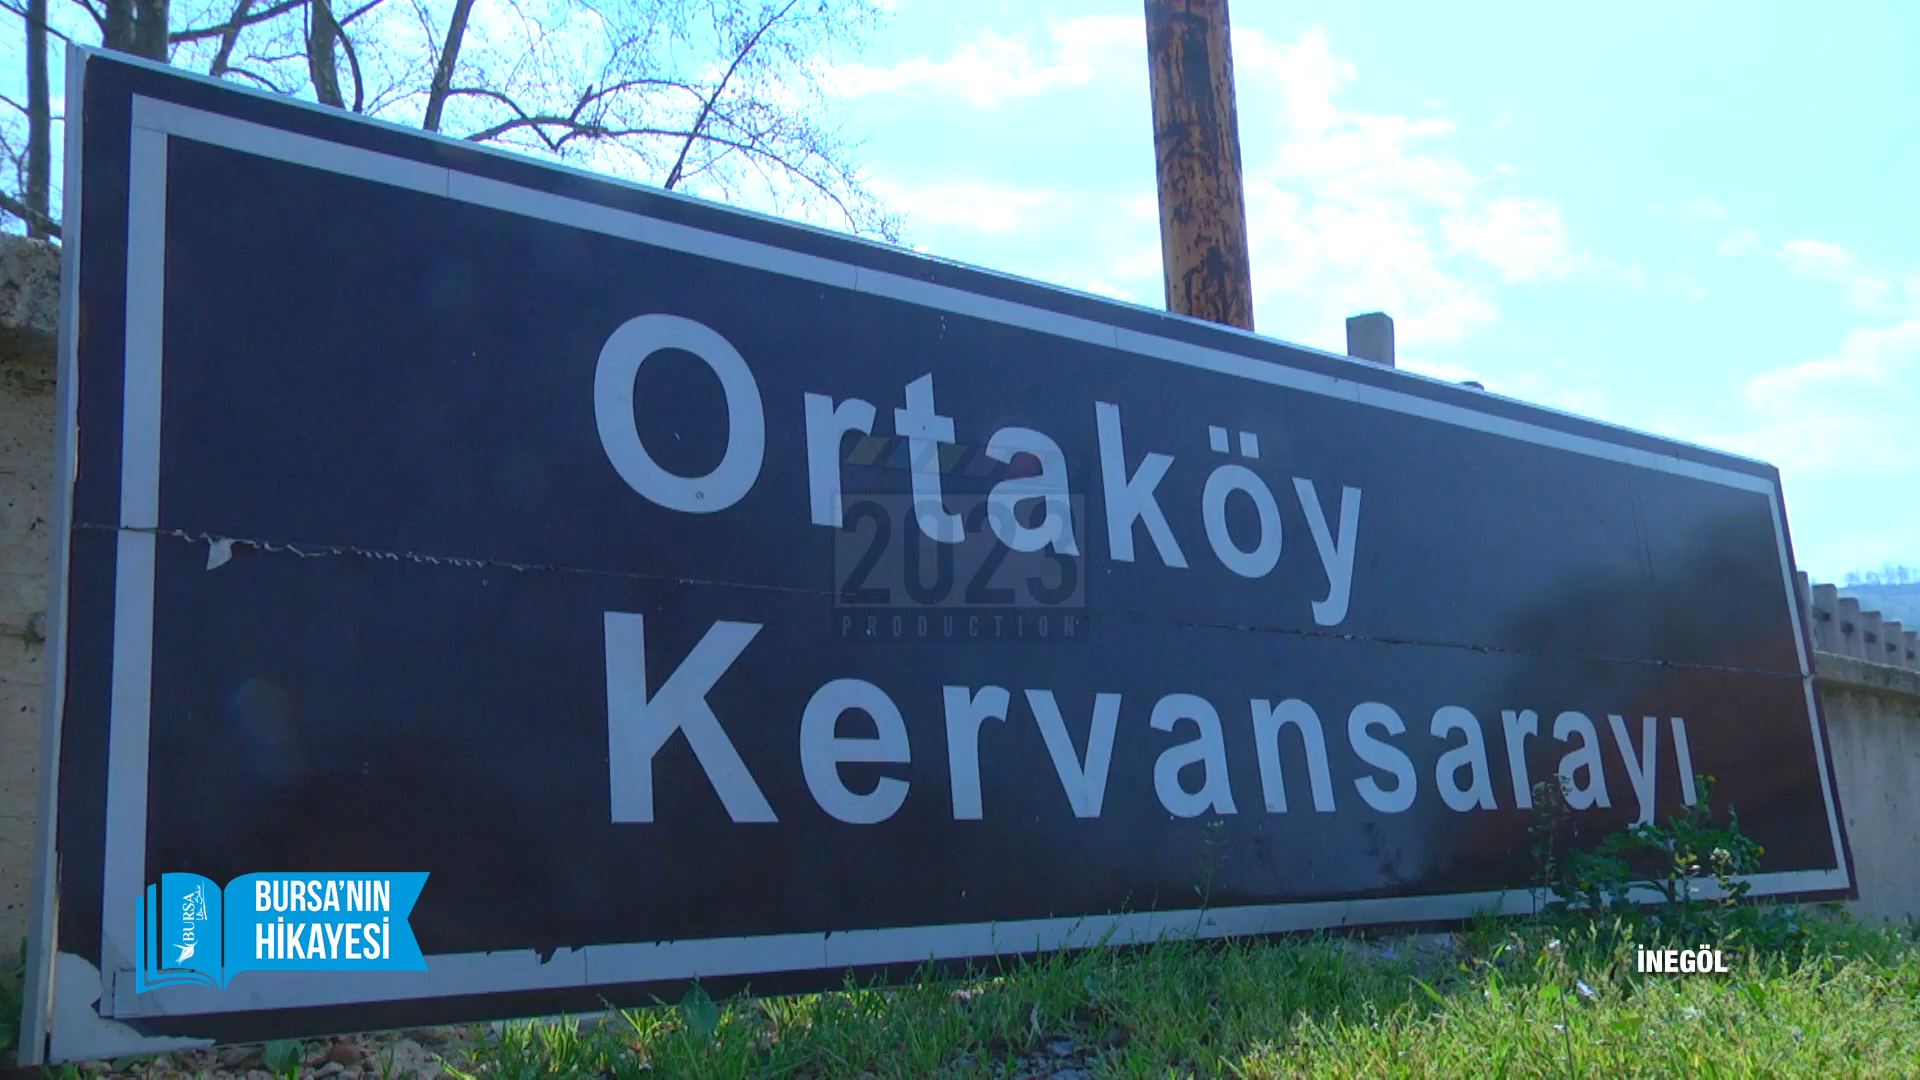 Ortaköy
Kervansarayı
2023
PRODUCTION
BURSA
BURSA'NIN
HİKAYESİ
İNEGÖL